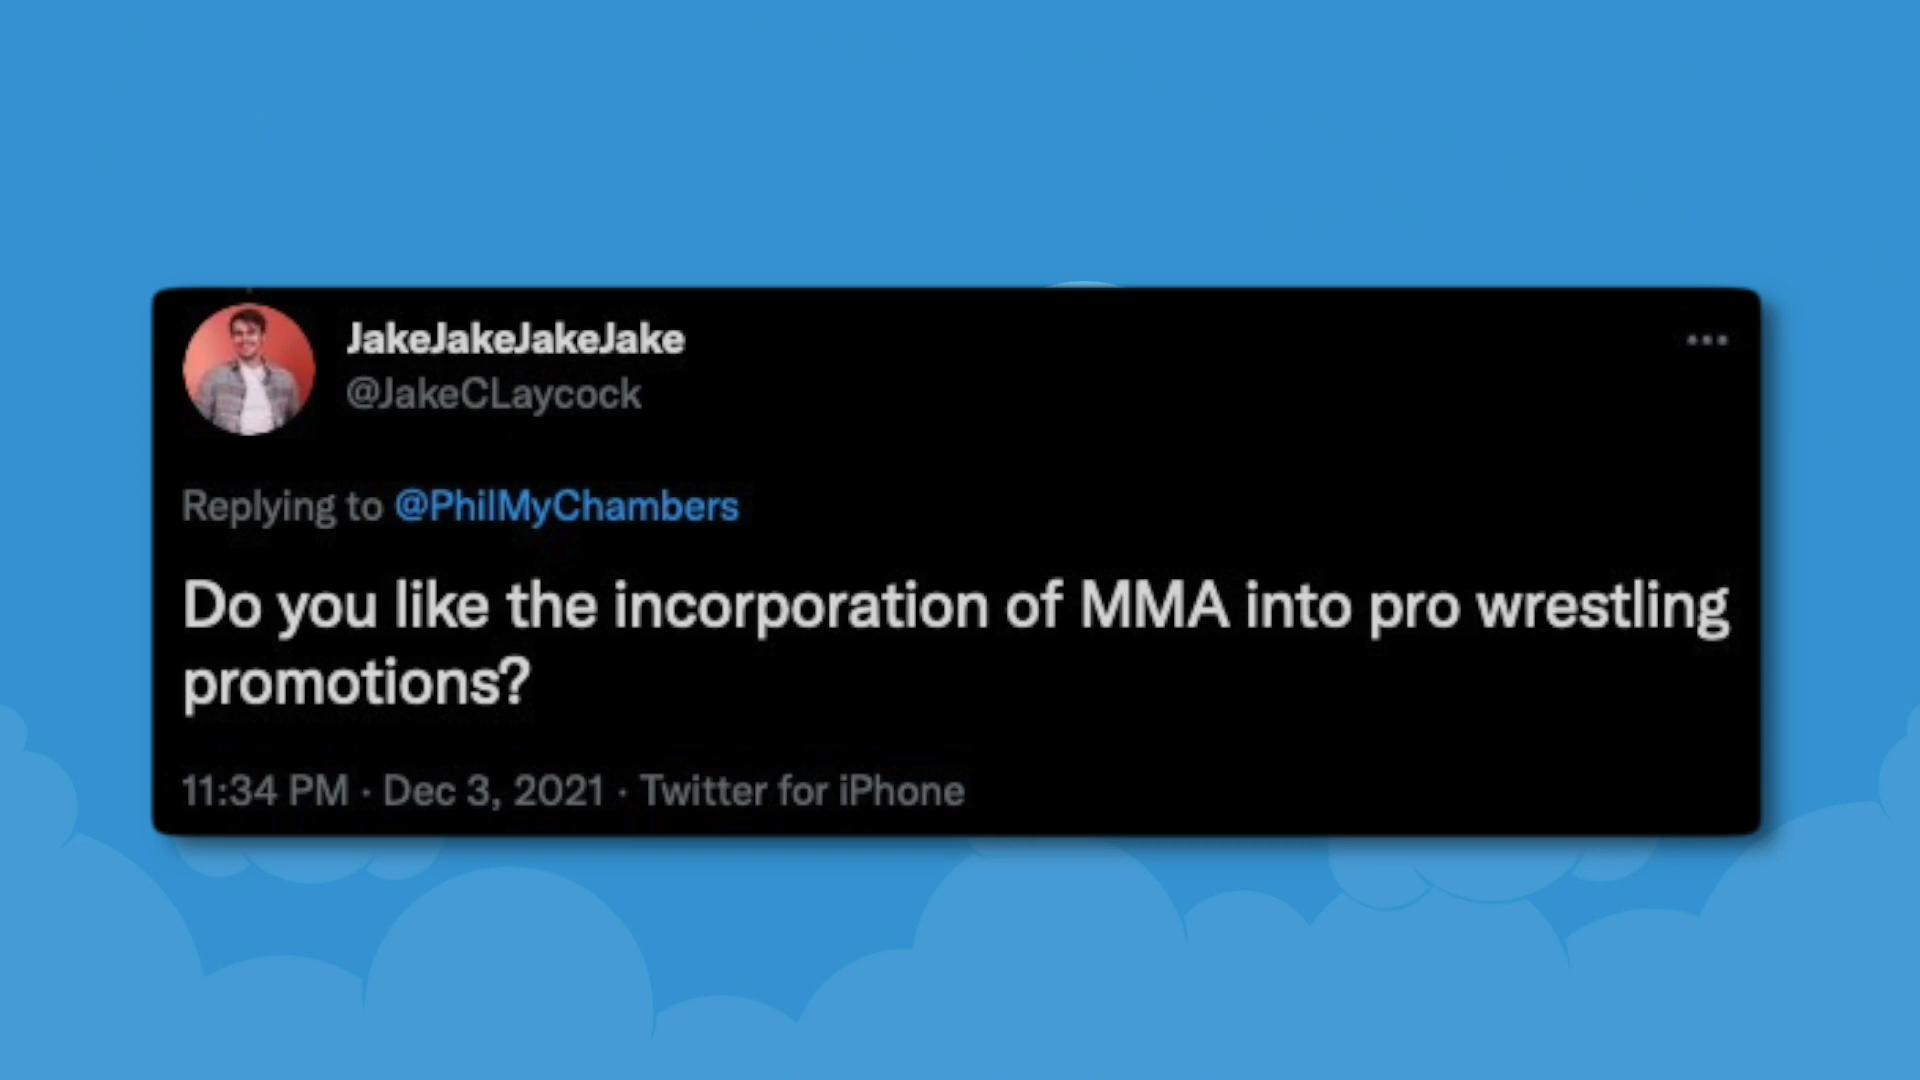 JakeJakeJakeJake
@JakeCLaycock
Replying to @PhilMyChambers
Do you like the incorporation of MMA into pro wrestling
promotions?
11:34 PM · Dec 3, 2021 · Twitter for iPhone